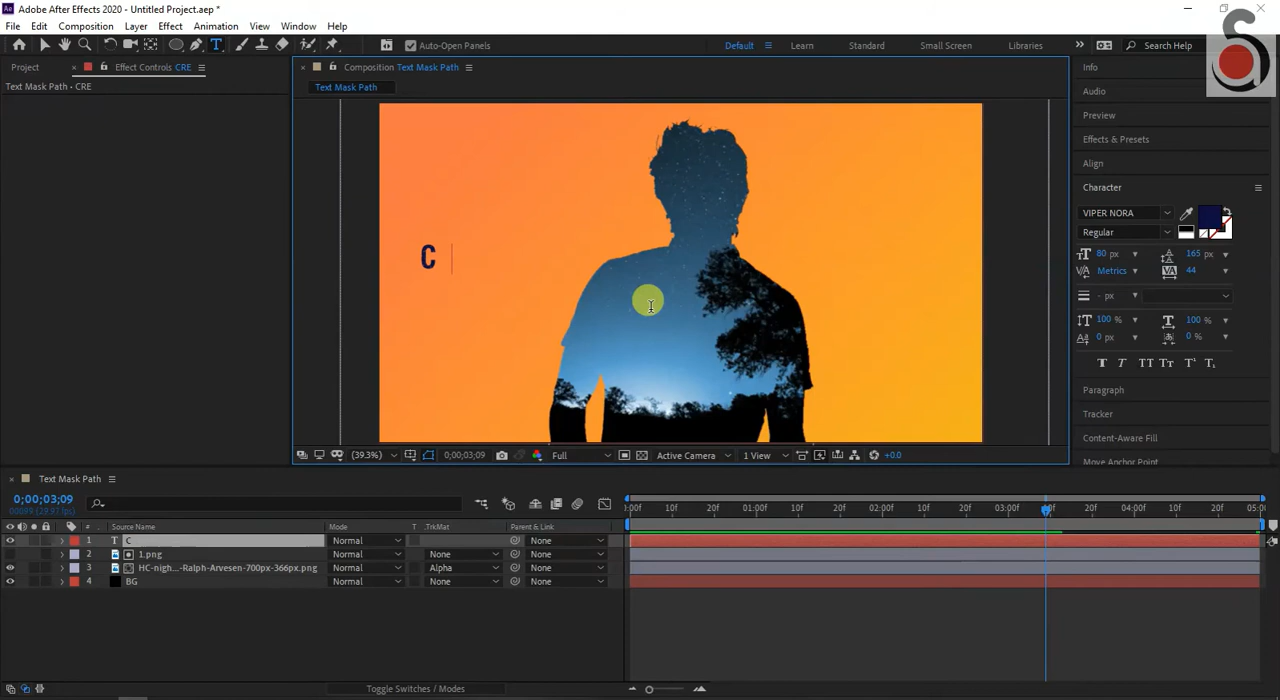 Adobe After Effects 2020 - Untitled Project.aep *
File Edit Composition Layer Effect Animation View Window Help
Auto-Open Panels Default Learn Standard Small Screen Libraries Search Help
Project Effect Controls CRE Composition Text Mask Path Info
Text Mask Path • CRE Text Mask Path
Audio
Preview
Effects & Presets
Align
Character
VIPER NORA
Regular
80 px 165 px
Metrics 44
- px
100 % 100 %
0 px 0 %
Paragraph
Tracker
Content-Aware Fill
Move Anchor Point
C
(39.3%) 0;00;03;09 Full Active Camera 1 View +0.0
Text Mask Path
0;00;03;09
00099 (29.97 fps)
# Source Name Mode T .TrkMat Parent & Link
:00f 10f 20f 01:00f 10f 20f 02:00f 10f 20f 03:00f 10f 20f 04:00f 10f 20f 05:0
1 T C Normal None
2 1.png Normal None None
3 HC-nigh...-Ralph-Arvesen-700px-366px.png Normal Alpha None
4 BG Normal None None
Toggle Switches / Modes